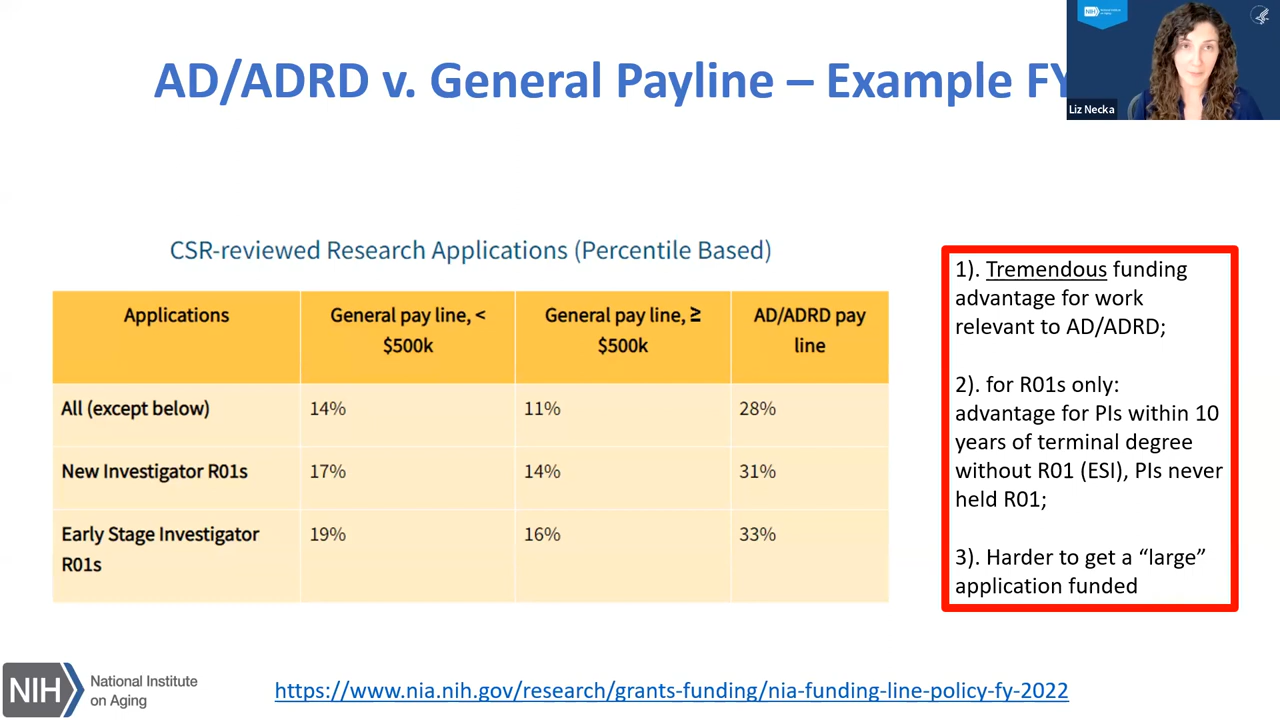 AD/ADRD v. General Payline – Example FY
NIH
Liz Necka
CSR-reviewed Research Applications (Percentile Based)
Applications
General pay line, <
$500k
General pay line, ≥
$500k
AD/ADRD pay
line
All (except below)
14%
11%
28%
New Investigator R01s
17%
14%
31%
Early Stage Investigator
R01s
19%
16%
33%
1). Tremendous funding
advantage for work
relevant to AD/ADRD;
2). for R01s only:
advantage for PIs within 10
years of terminal degree
without R01 (ESI), PIs never
held R01;
3). Harder to get a “large”
application funded
NIH
National Institute
on Aging
https://www.nia.nih.gov/research/grants-funding/nia-funding-line-policy-fy-2022